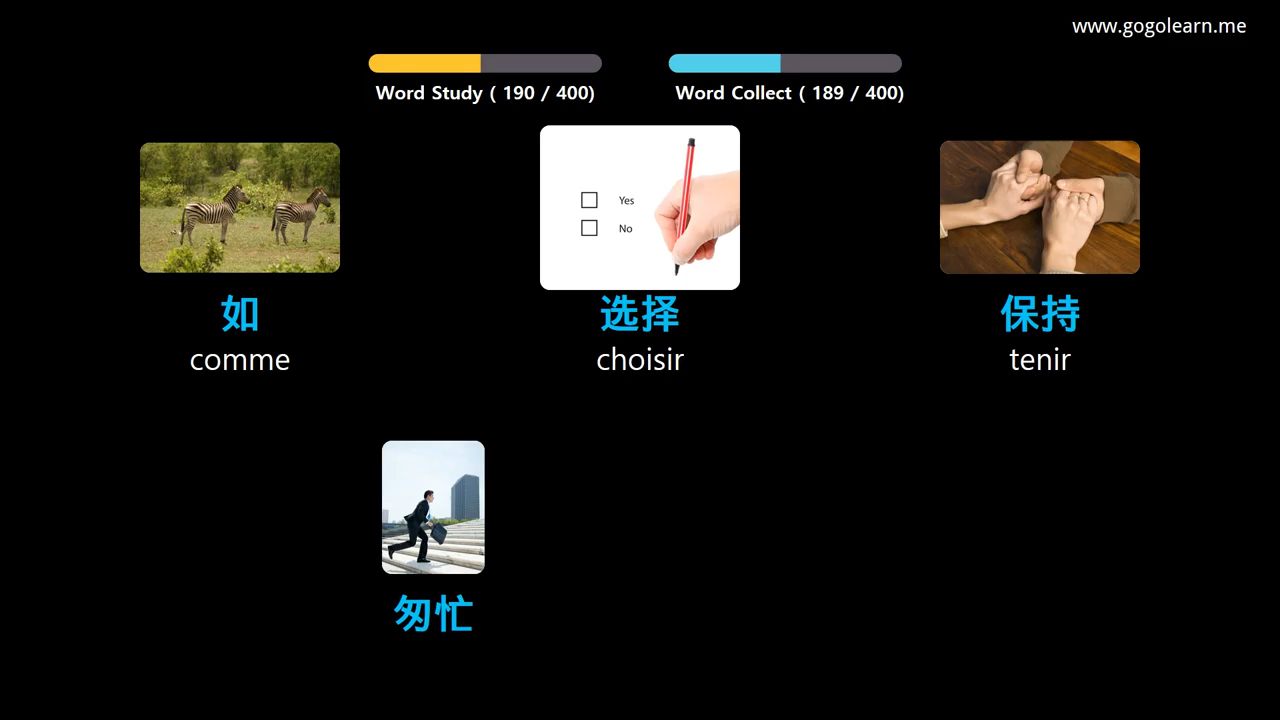 www.gogolearn.me
Word Study ( 190 / 400)
Word Collect ( 189 / 400)
Yes
No
如
选择
保持
comme
choisir
tenir
匆忙